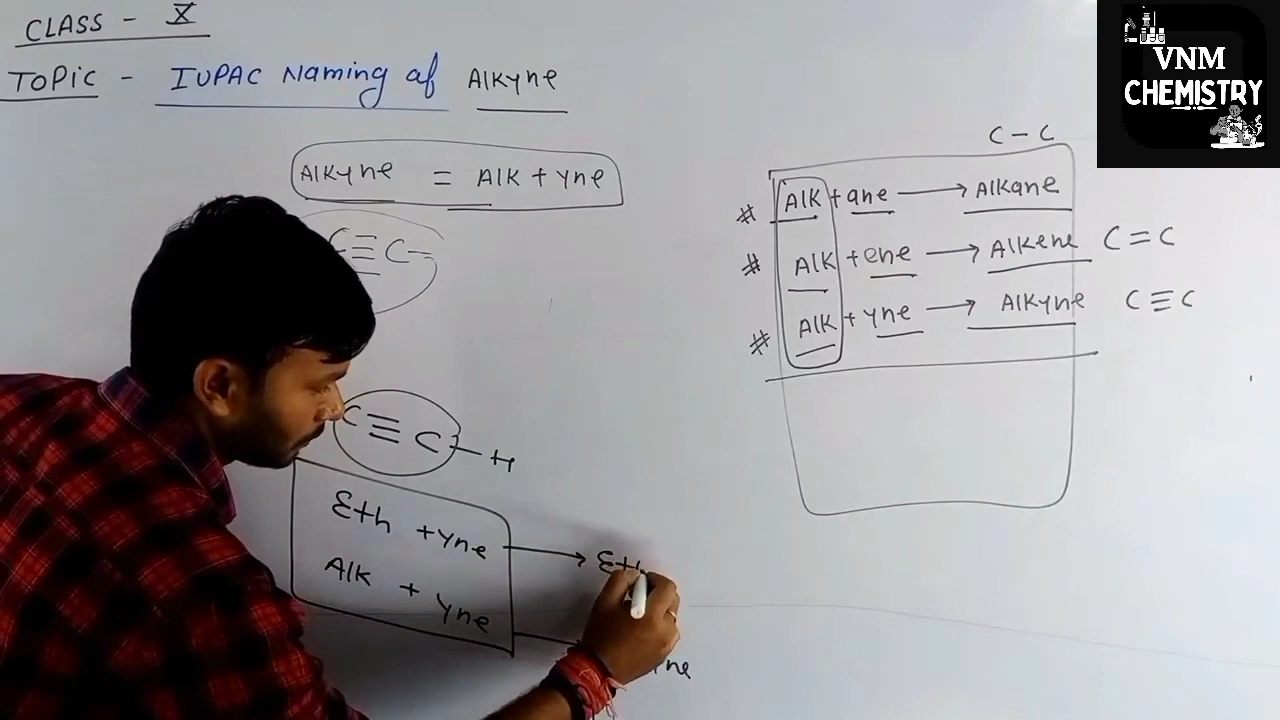 CLASS - X
TOPIC - IUPAC Naming of Alkyne
Alkyne = Alk + yne
C≡C-
C≡C-H
Eth + yne → Eth
Alk + yne
VNM
CHEMISTRY
C - C
# Alk + ane → Alkane
# Alk + ene → Alkene C = C
# Alk + yne → Alkyne C ≡ C